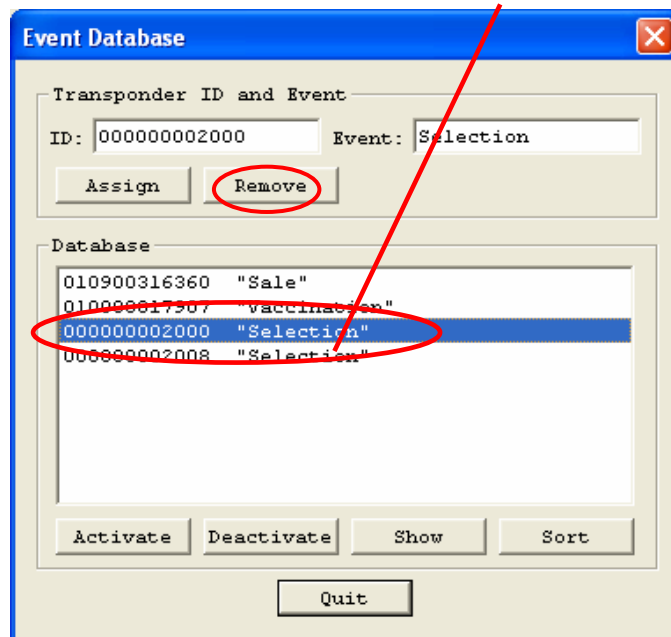 Event Database
Transponder ID and Event
ID: 000000002000 Event: Selection
Assign Remove
Database
010900316360 "Sale"
010000017907 "Vaccination"
000000002000 "Selection"
000000002008 "Selection"
Activate Deactivate Show Sort
Quit